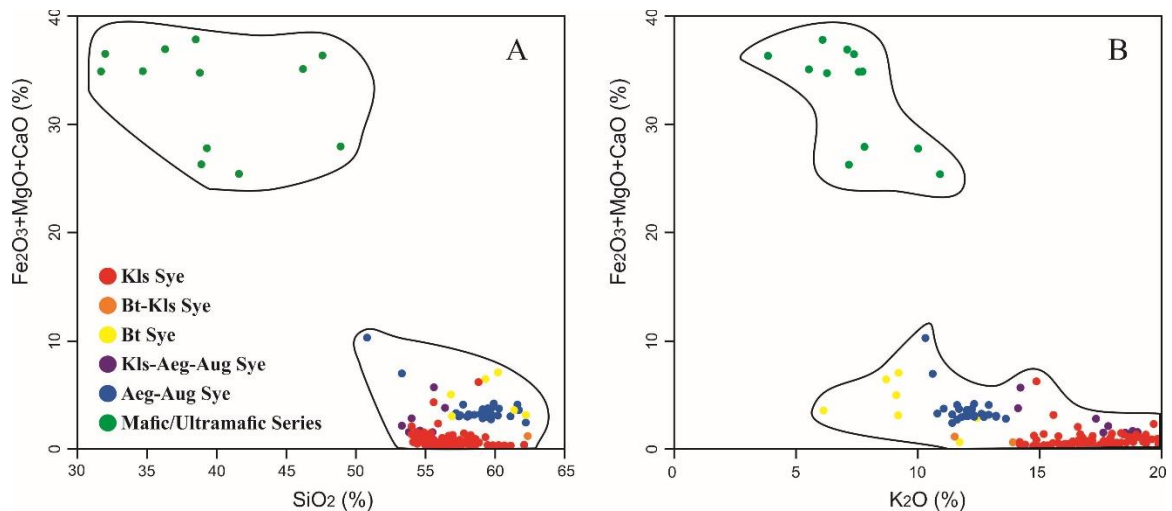 A
Fe2O3+MgO+CaO (%)
40
30
20
10
0
Kls Sye
Bt-Kls Sye
Bt Sye
Kls-Aeg-Aug Sye
Aeg-Aug Sye
Mafic/Ultramafic Series
30 35 40 45 50 55 60 65
SiO2 (%)
B
Fe2O3+MgO+CaO (%)
40
30
20
10
0
0 5 10 15 20
K2O (%)